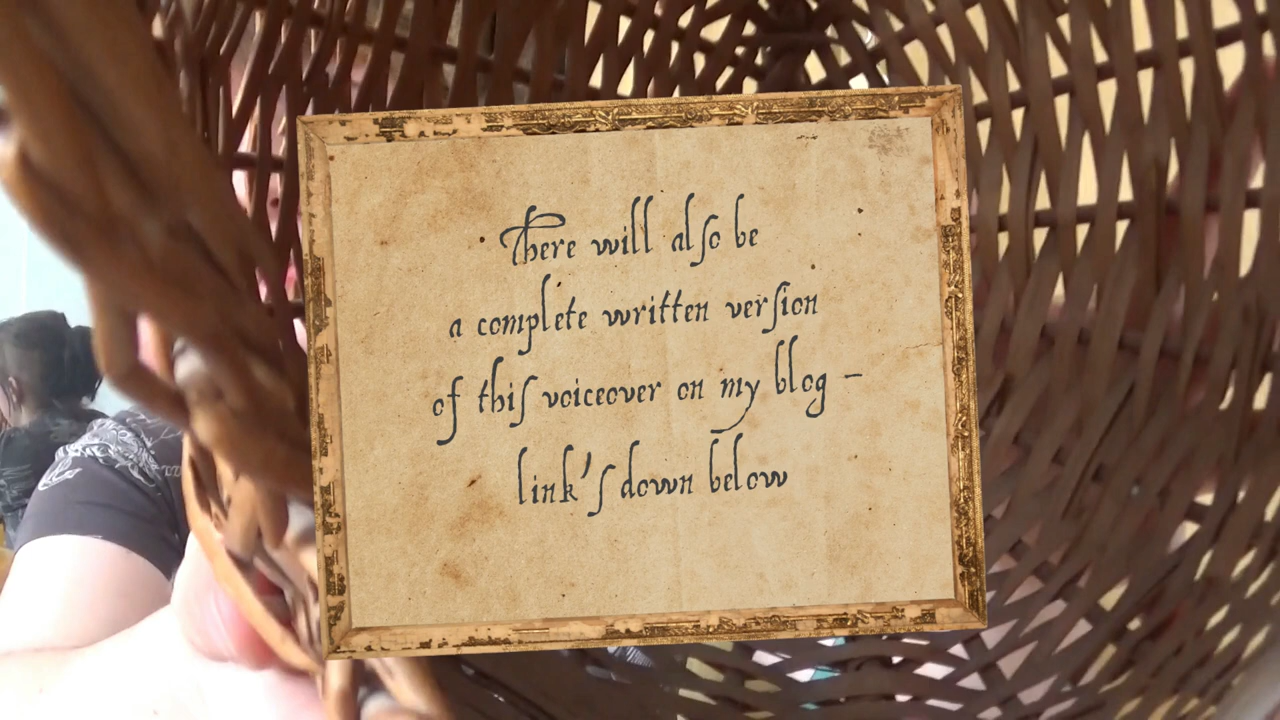 There will alſo be
a complete written verſion
of thiſ voiceover on my blog –
link'ſ down below